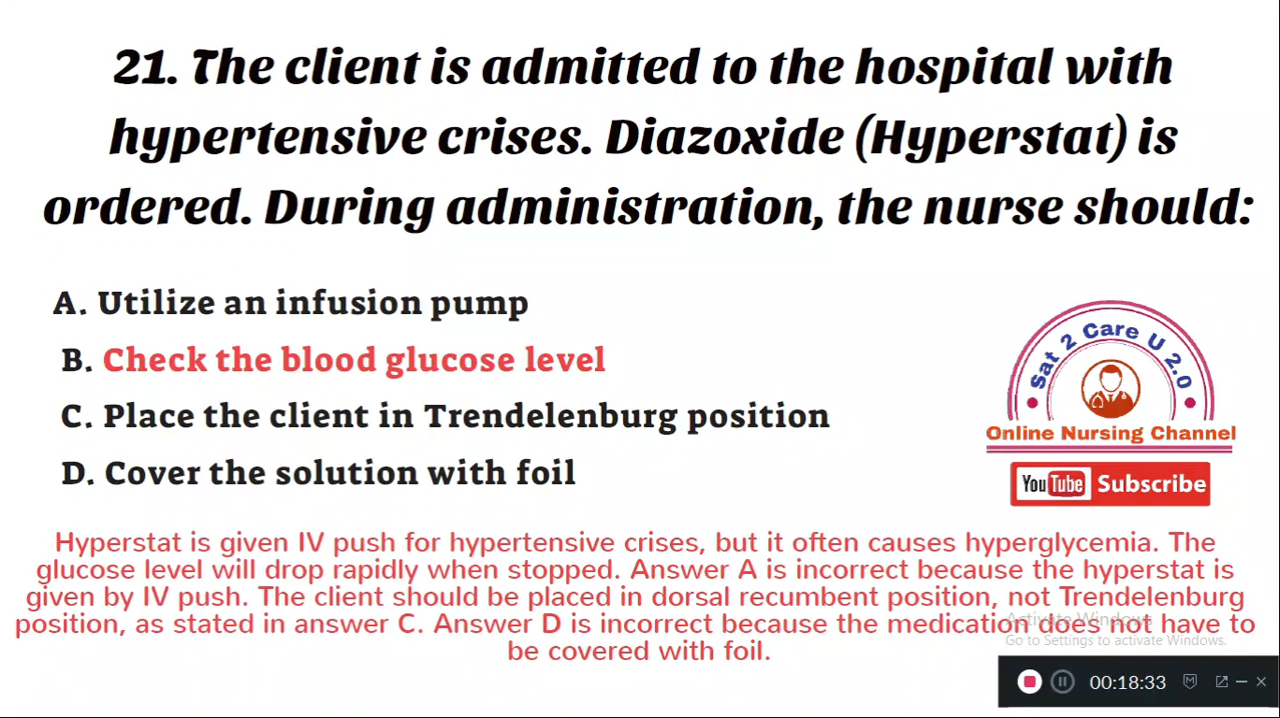 21. The client is admitted to the hospital with
hypertensive crises. Diazoxide (Hyperstat) is
ordered. During administration, the nurse should:
A. Utilize an infusion pump
B. Check the blood glucose level
C. Place the client in Trendelenburg position
D. Cover the solution with foil
Sat 2 Care U 2.0
Online Nursing Channel
YouTube Subscribe
Hyperstat is given IV push for hypertensive crises, but it often causes hyperglycemia. The
glucose level will drop rapidly when stopped. Answer A is incorrect because the hyperstat is
given by IV push. The client should be placed in dorsal recumbent position, not Trendelenburg
position, as stated in answer C. Answer D is incorrect because the medication does not have to
be covered with foil.
Activate Windows
Go to Settings to activate Windows.
00:18:33